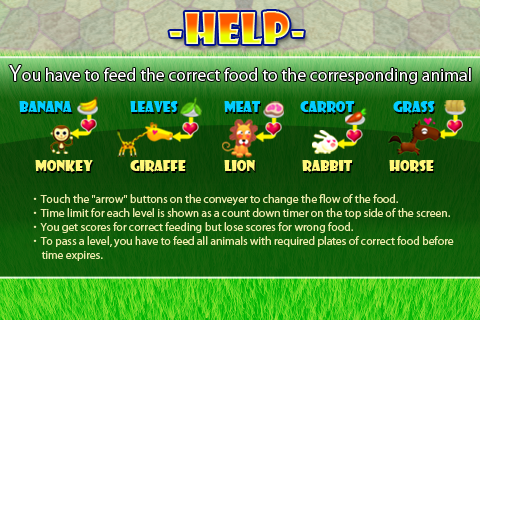 -HELP-
You have to feed the correct food to the corresponding animal
BANANA LEAVES MEAT CARROT GRASS
MONKEY GIRAFFE LION RABBIT HORSE
· Touch the "arrow" buttons on the conveyer to change the flow of the food.
· Time limit for each level is shown as a count down timer on the top side of the screen.
· You get scores for correct feeding but lose scores for wrong food.
· To pass a level, you have to feed all animals with required plates of correct food before
time expires.